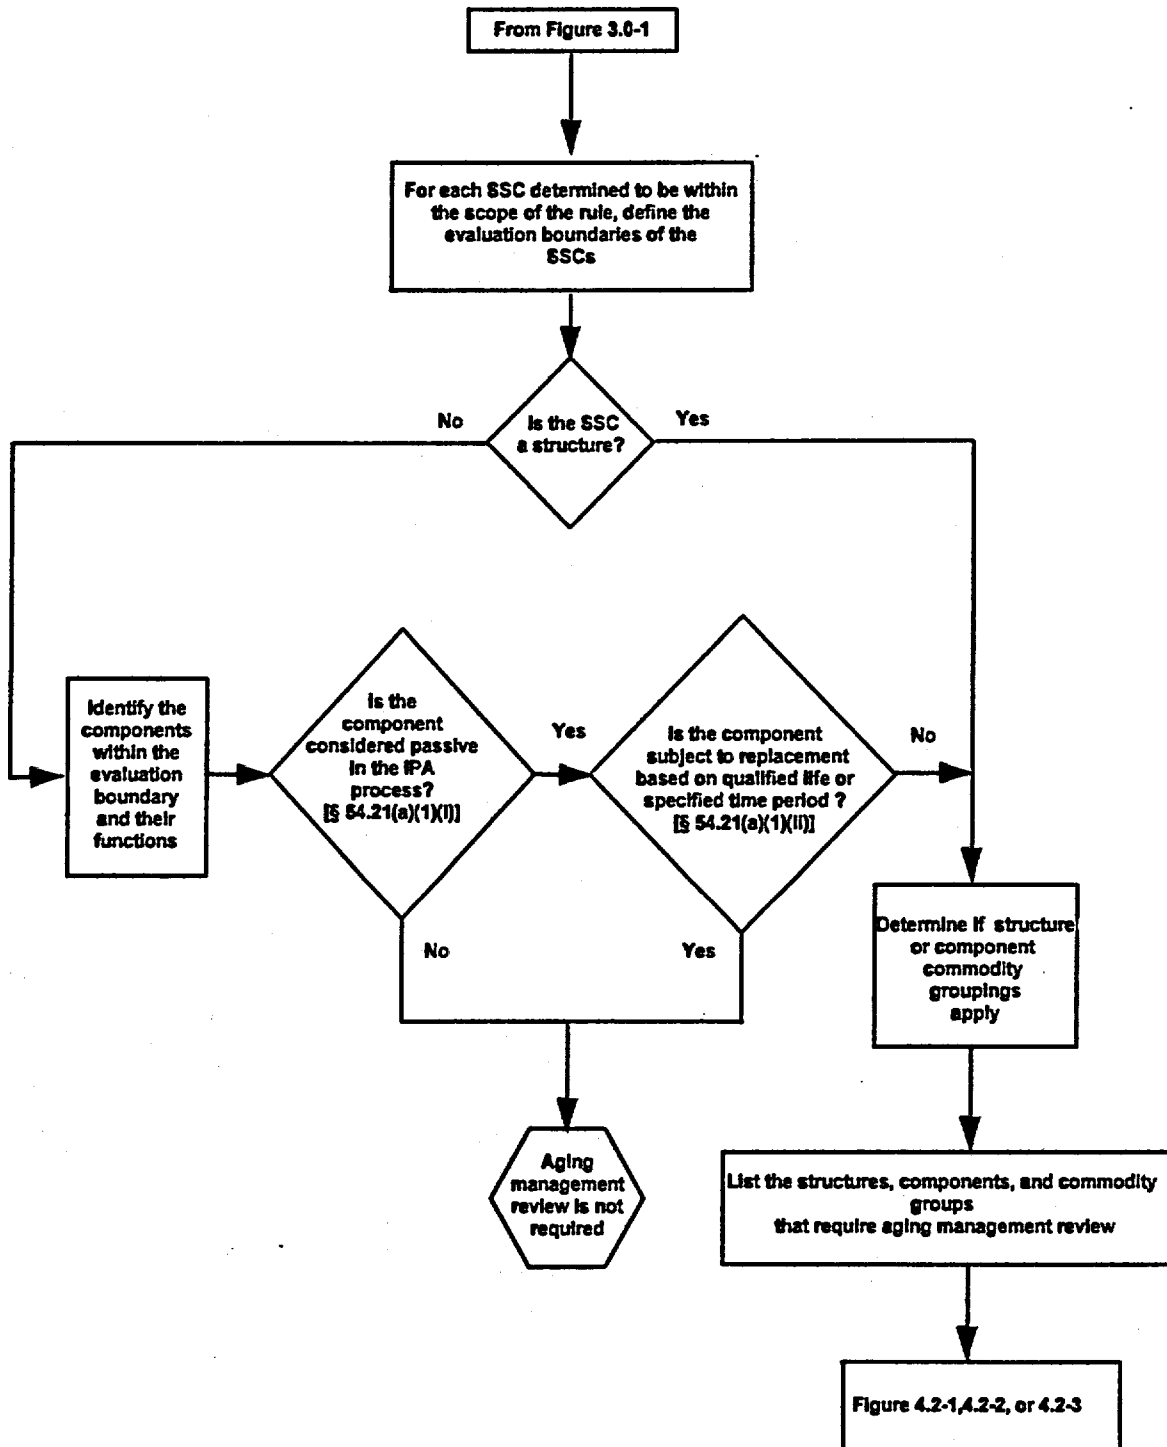 From Figure 3.0-1
For each SSC determined to be within
the scope of the rule, define the
evaluation boundaries of the
SSCs
No
Is the SSC
a structure?
Yes
Identify the
components
within the
evaluation
boundary
and their
functions
Is the
component
considered passive
in the IPA
process?
[§ 54.21(a)(1)(i)]
Yes
Is the component
subject to replacement
based on qualified life or
specified time period ?
[§ 54.21(a)(1)(ii)]
No
No
Yes
Determine if structure
or component
commodity
groupings
apply
Aging
management
review is not
required
List the structures, components, and commodity
groups
that require aging management review
Figure 4.2-1,4.2-2, or 4.2-3